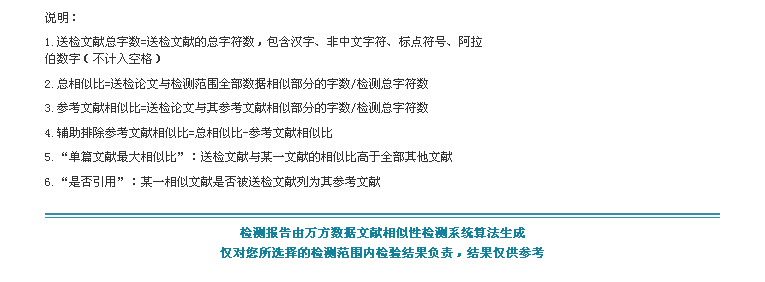 说明：
1.送检文献总字数=送检文献的总字符数，包含汉字、非中文字符、标点符号、阿拉
伯数字(不计入空格)
2.总相似比=送检论文与检测范围全部数据相似部分的字数/检测总字符数
3.参考文献相似比=送检论文与其参考文献相似部分的字数/检测总字符数
4.辅助排除参考文献相似比=总相似比-参考文献相似比
5.“单篇文献最大相似比”：送检文献与某一文献的相似比高于全部其他文献
6.“是否引用”：某一相似文献是否被送检文献列为其参考文献
检测报告由万方数据文献相似性检测系统算法生成
仅对您所选择的检测范围内检验结果负责，结果仅供参考